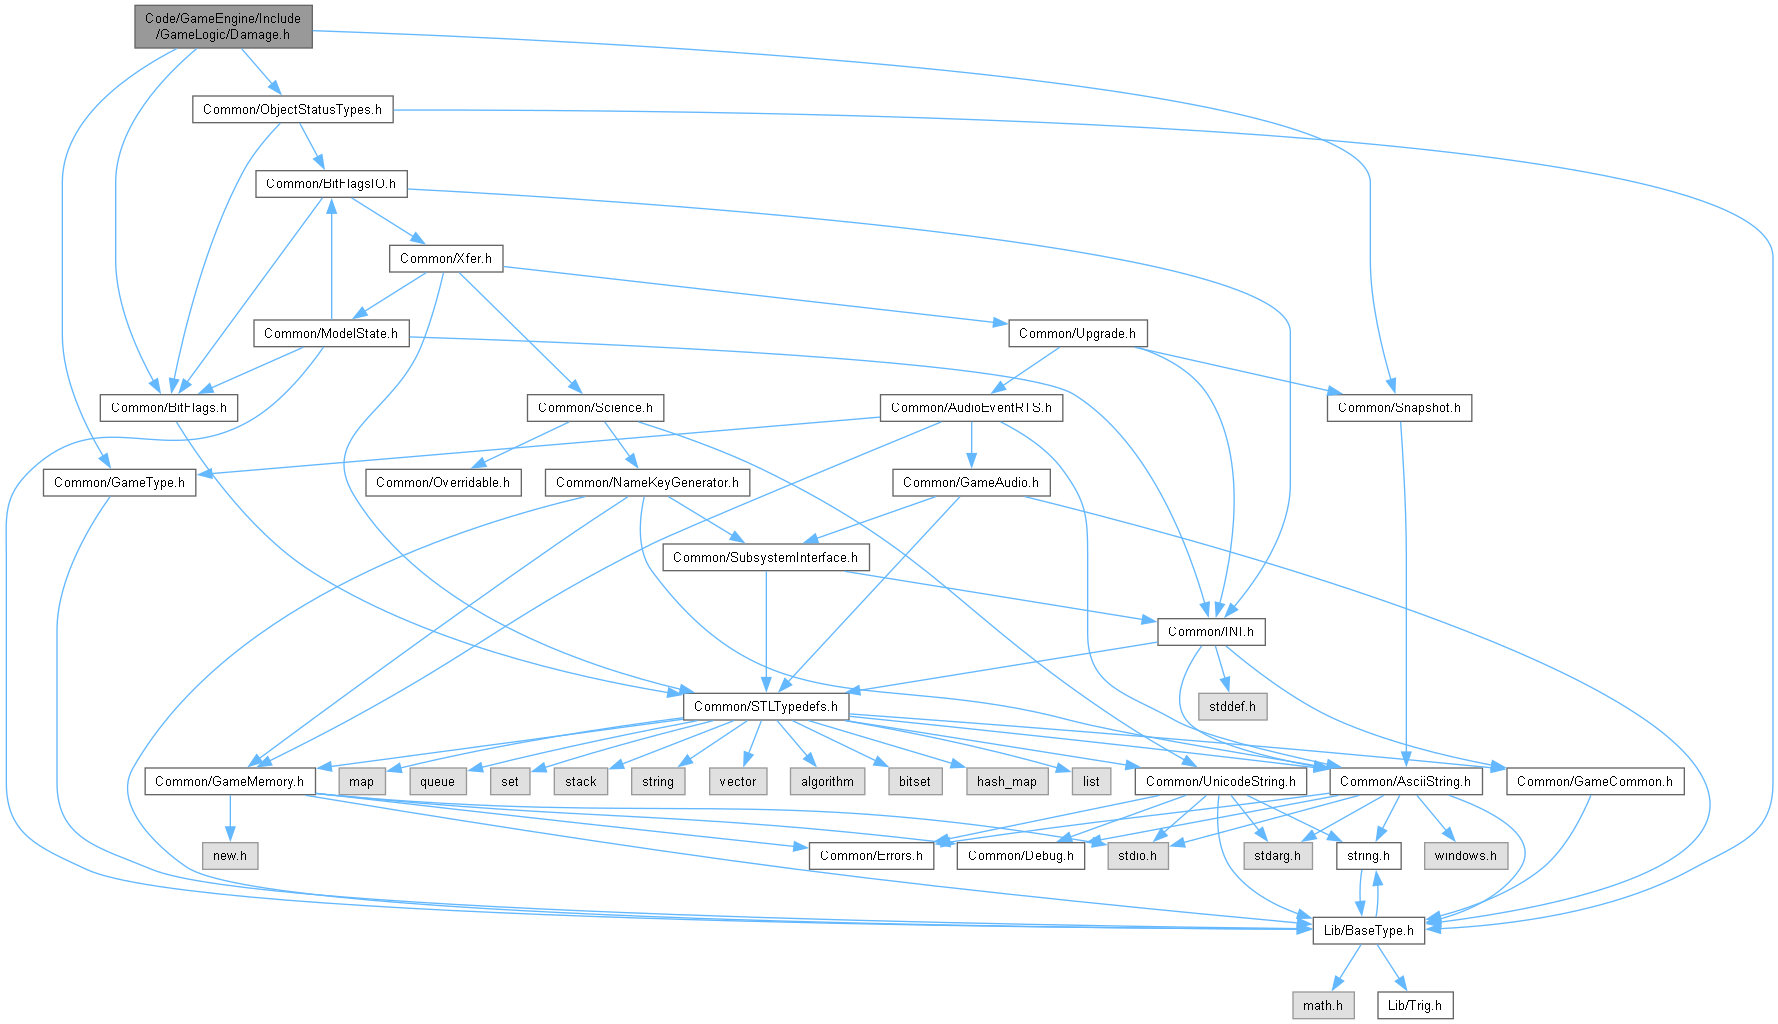 Code/GameEngine/Include
/GameLogic/Damage.h
Common/ObjectStatusTypes.h
Common/BitFlagsIO.h
Common/Xfer.h
Common/ModelState.h
Common/Upgrade.h
Common/BitFlags.h
Common/Science.h
Common/AudioEventRTS.h
Common/Snapshot.h
Common/GameType.h
Common/Overridable.h
Common/NameKeyGenerator.h
Common/GameAudio.h
Common/SubsystemInterface.h
Common/INI.h
Common/STLTypedefs.h
stddef.h
Common/GameMemory.h
map
queue
set
stack
string
vector
algorithm
bitset
hash_map
list
Common/UnicodeString.h
Common/AsciiString.h
Common/GameCommon.h
new.h
Common/Errors.h
Common/Debug.h
stdio.h
stdarg.h
string.h
windows.h
Lib/BaseType.h
math.h
Lib/Trig.h